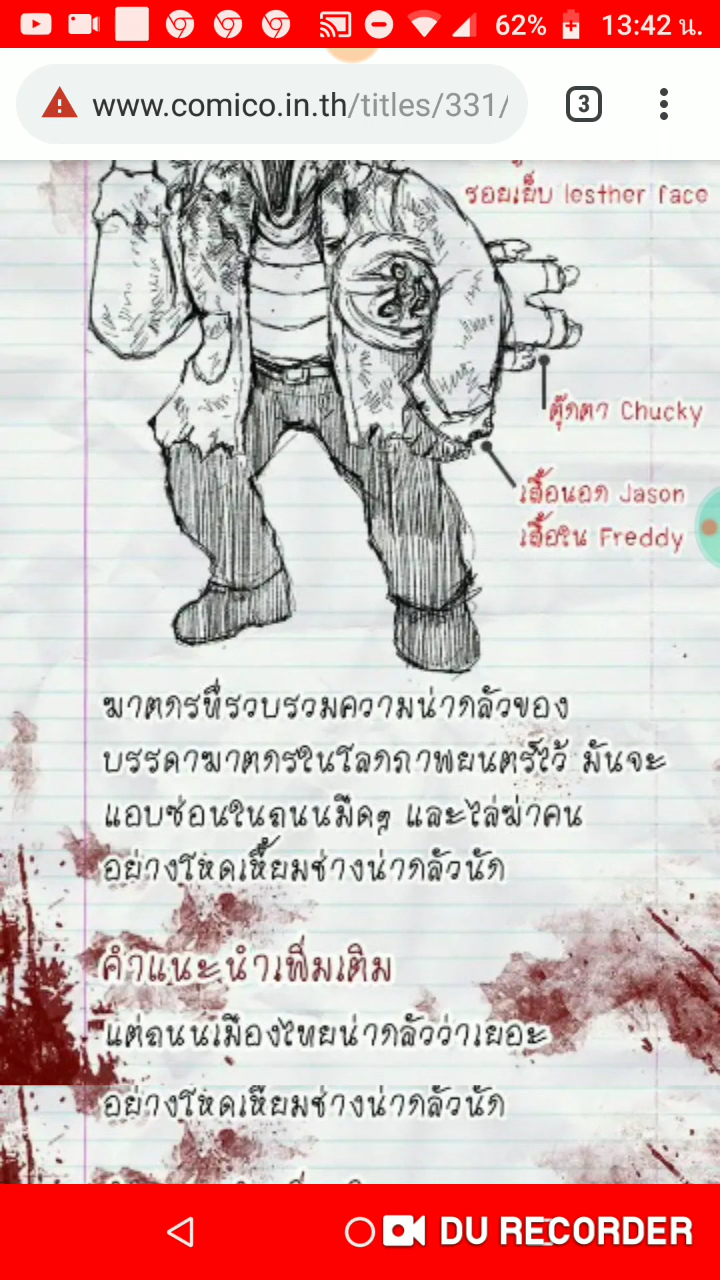 62% 13:42 น.
www.comico.in.th/titles/331/
3
รอยเย็บ lesther face
ตุ๊กตา Chucky
เสื้อนอก Jason
เสื้อใน Freddy
ฆาตกรที่รวบรวมความน่ากลัวของ
บรรดาฆาตกรในโลกภาพยนตร์ไว้ มันจะ
แอบซ่อนในถนนมืดๆ และไล่ฆ่าคน
อย่างโหดเหี้ยมช่างน่ากลัวนัก
คำแนะนำเพิ่มเติม
แต่ถนนเมืองไทยน่ากลัวว่าเยอะ
อย่างโหดเหี้ยมช่างน่ากลัวนัก
DU RECORDER